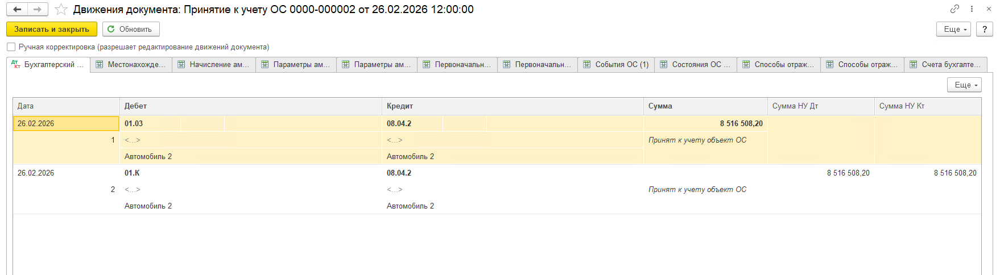 Движения документа: Принятие к учету ОС 0000-000002 от 26.02.2026 12:00:00
Записать и закрыть Обновить Еще ?
Ручная корректировка (разрешает редактирование движений документа)
Дт Кт Бухгалтерский ... Местонахожде... Начисление ам... Параметры ам... Параметры ам... Первоначальн... Первоначальн... События ОС (1) Состояния ОС ... Способы отраж... Способы отраж... Счета бухгалте...
Еще
Дата Дебет Кредит Сумма Сумма НУ Дт Сумма НУ Кт
26.02.2026 01.03 08.04.2 8 516 508,20
1 <...> <...> Принят к учету объект ОС
Автомобиль 2 Автомобиль 2
26.02.2026 01.К 08.04.2 8 516 508,20 8 516 508,20
2 <...> <...> Принят к учету объект ОС
Автомобиль 2 Автомобиль 2